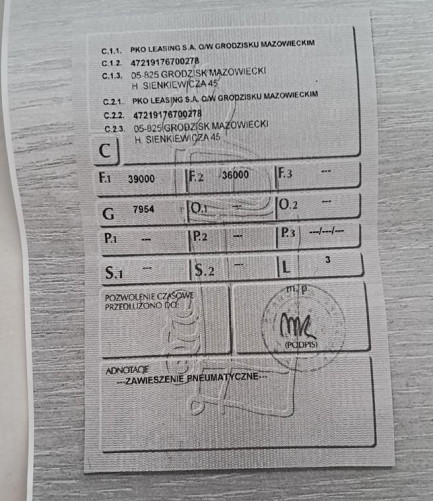 C.1.1. PKO LEASING S.A. O/W GRODZISKU MAZOWIECKIM
C.1.2. 47219176700278
C.1.3. 05-825 GRODZISK MAZOWIECKI
H. SIENKIEWICZA 45
C.2.1. PKO LEASING S.A. O/W GRODZISKU MAZOWIECKIM
C.2.2. 47219176700278
C.2.3. 05-825 GRODZISK MAZOWIECKI
H. SIENKIEWICZA 45
C
F.1 39000 F.2 36000 F.3 ---
G 7954 O.1 --- O.2 ---
P.1 --- P.2 --- P.3 ---/---/---
S.1 --- S.2 --- L 3
POZWOLENIE CZASOWE
PRZEDŁUŻONO DO:
m. p.
(PODPIS)
ADNOTACJE
---ZAWIESZENIE PNEUMATYCZNE---